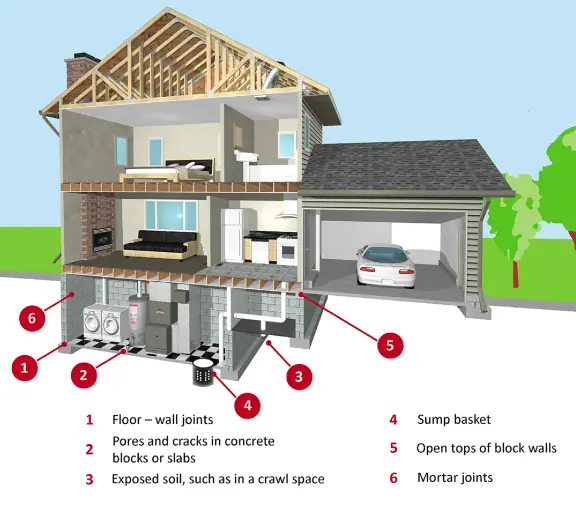 6
5
1
2
3
4
1 Floor – wall joints
2 Pores and cracks in concrete
blocks or slabs
3 Exposed soil, such as in a crawl space
4 Sump basket
5 Open tops of block walls
6 Mortar joints